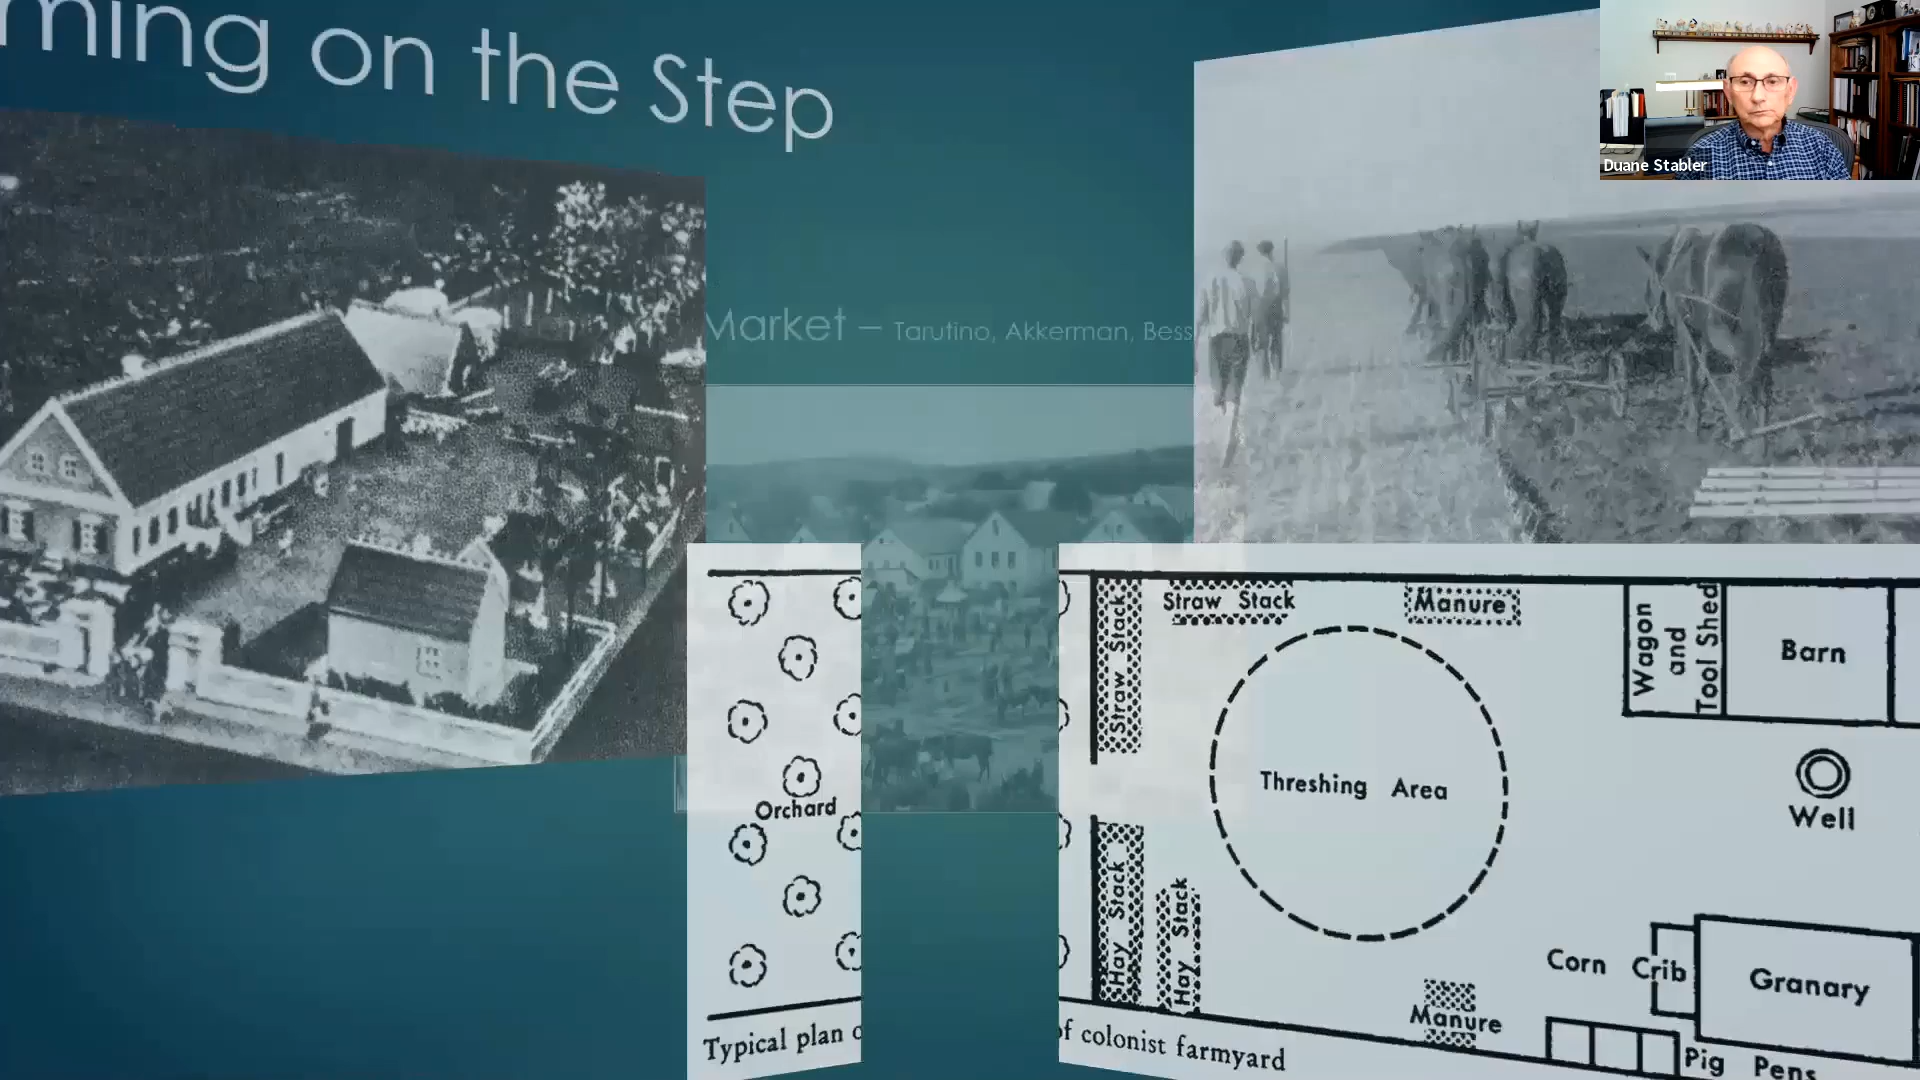 ming on the Step
Duane Stabler
Market – Tarutino, Akkerman, Bess
Straw Stack
Straw Stack
Manure
Wagon
and
Tool Shed
Barn
Threshing Area
Well
Orchard
Hay Stack
Hay Stack
Corn Crib
Granary
Manure
Pig Pens
Typical plan o
of colonist farmyard